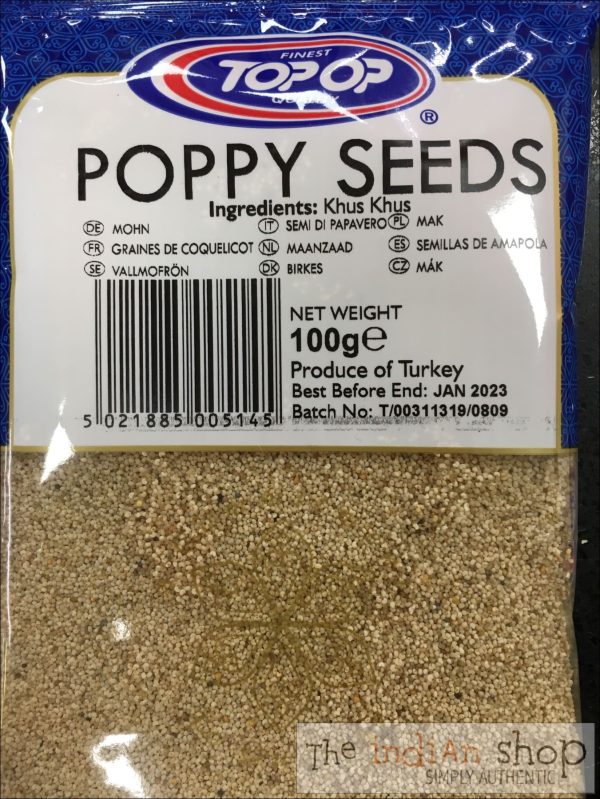 FINEST
TOPOP
®
POPPY SEEDS
Ingredients: Khus Khus
DE MOHN IT SEMI DI PAPAVERO PL MAK
FR GRAINES DE COQUELICOT NL MAANZAAD ES SEMILLAS DE AMAPOLA
SE VALLMOFRÖN DK BIRKES CZ MÁK
NET WEIGHT
100g℮
Produce of Turkey
Best Before End: JAN 2023
Batch No: T/00311319/0809
5 021885 005145
The indiAn shop
SIMPLY AUTHENTIC